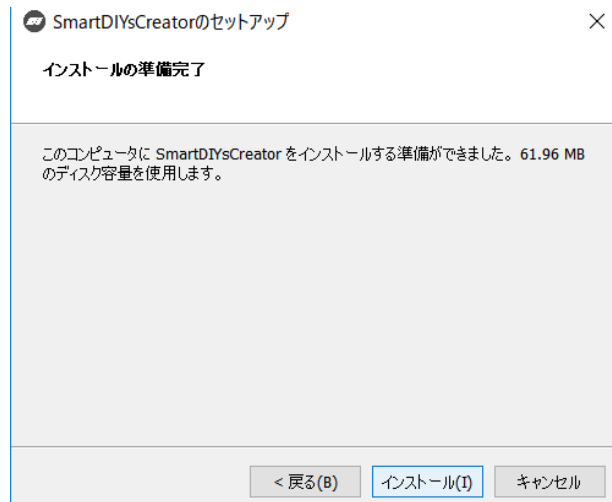 SmartDIYsCreatorのセットアップ
インストールの準備完了
このコンピュータに SmartDIYsCreator をインストールする準備ができました。61.96 MB
のディスク容量を使用します。
< 戻る(B) インストール(I) キャンセル